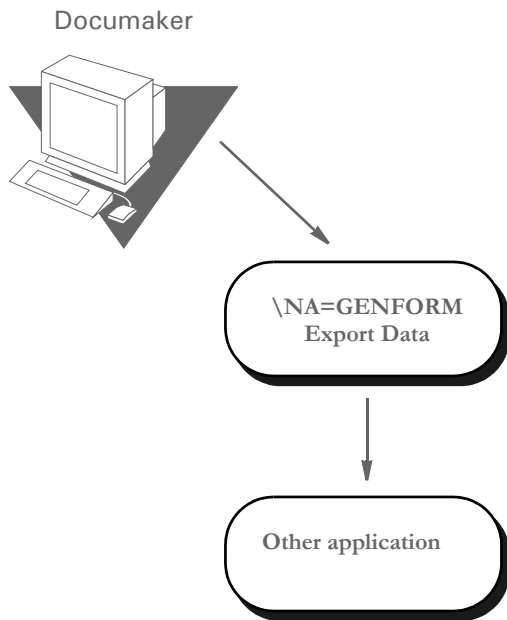 Documaker
\NA=GENFORM
Export Data
Other application